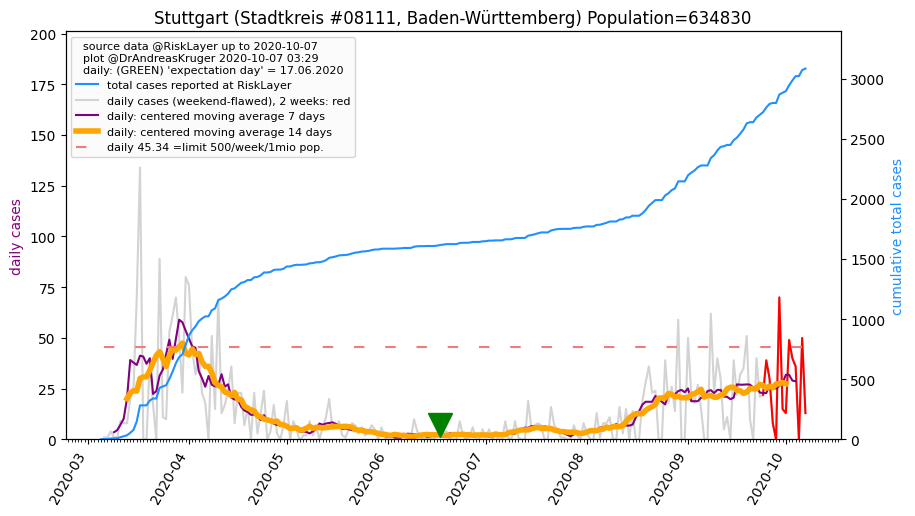 Stuttgart (Stadtkreis #08111, Baden-Württemberg) Population=634830
source data @RiskLayer up to 2020-10-07
plot @DrAndreasKruger 2020-10-07 03:29
daily: (GREEN) 'expectation day' = 17.06.2020
total cases reported at RiskLayer
daily cases (weekend-flawed), 2 weeks: red
daily: centered moving average 7 days
daily: centered moving average 14 days
daily 45.34 =limit 500/week/1mio pop.
daily cases
200
175
150
125
100
75
50
25
0
cumulative total cases
3000
2500
2000
1500
1000
500
0
2020-03
2020-04
2020-05
2020-06
2020-07
2020-08
2020-09
2020-10